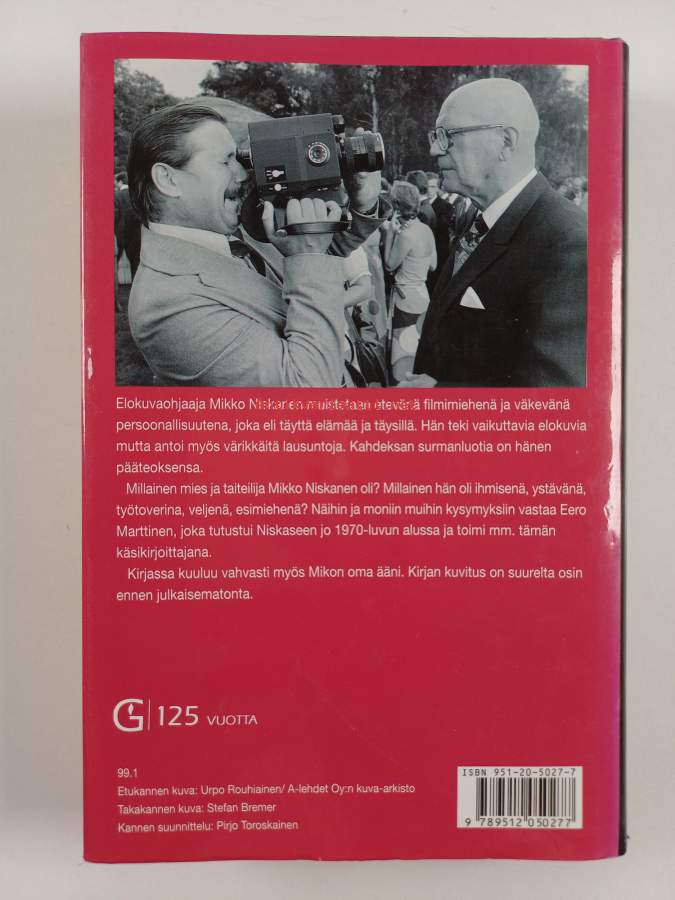 Elokuvaohjaaja Mikko Niskanen muistetaan etevänä filmimiehenä ja väkevänä
persoonallisuutena, joka eli täyttä elämää ja täysillä. Hän teki vaikuttavia elokuvia
mutta antoi myös värikkäitä lausuntoja. Kahdeksan surmanluotia on hänen
pääteoksensa.
Millainen mies ja taiteilija Mikko Niskanen oli? Millainen hän oli ihmisenä, ystävänä,
työtoverina, veljenä, esimiehenä? Näihin ja moniin muihin kysymyksiin vastaa Eero
Marttinen, joka tutustui Niskaseen jo 1970-luvun alussa ja toimi mm. tämän
käsikirjoittajana.
Kirjassa kuuluu vahvasti myös Mikon oma ääni. Kirjan kuvitus on suurelta osin
ennen julkaisematonta.
G 125 VUOTTA
99.1
Etukannen kuva: Urpo Rouhiainen/ A-lehdet Oy:n kuva-arkisto
Takakannen kuva: Stefan Bremer
Kannen suunnittelu: Pirjo Toroskainen
ISBN 951-20-5027-7
9 789512 050277